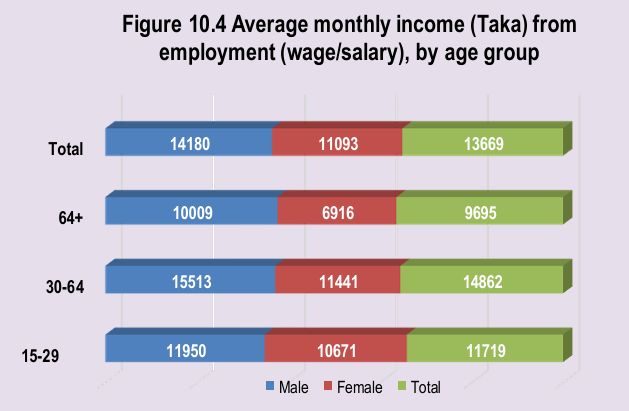 Figure 10.4 Average monthly income (Taka) from
employment (wage/salary), by age group
Total 14180 11093 13669
64+ 10009 6916 9695
30-64 15513 11441 14862
15-29 11950 10671 11719
Male Female Total